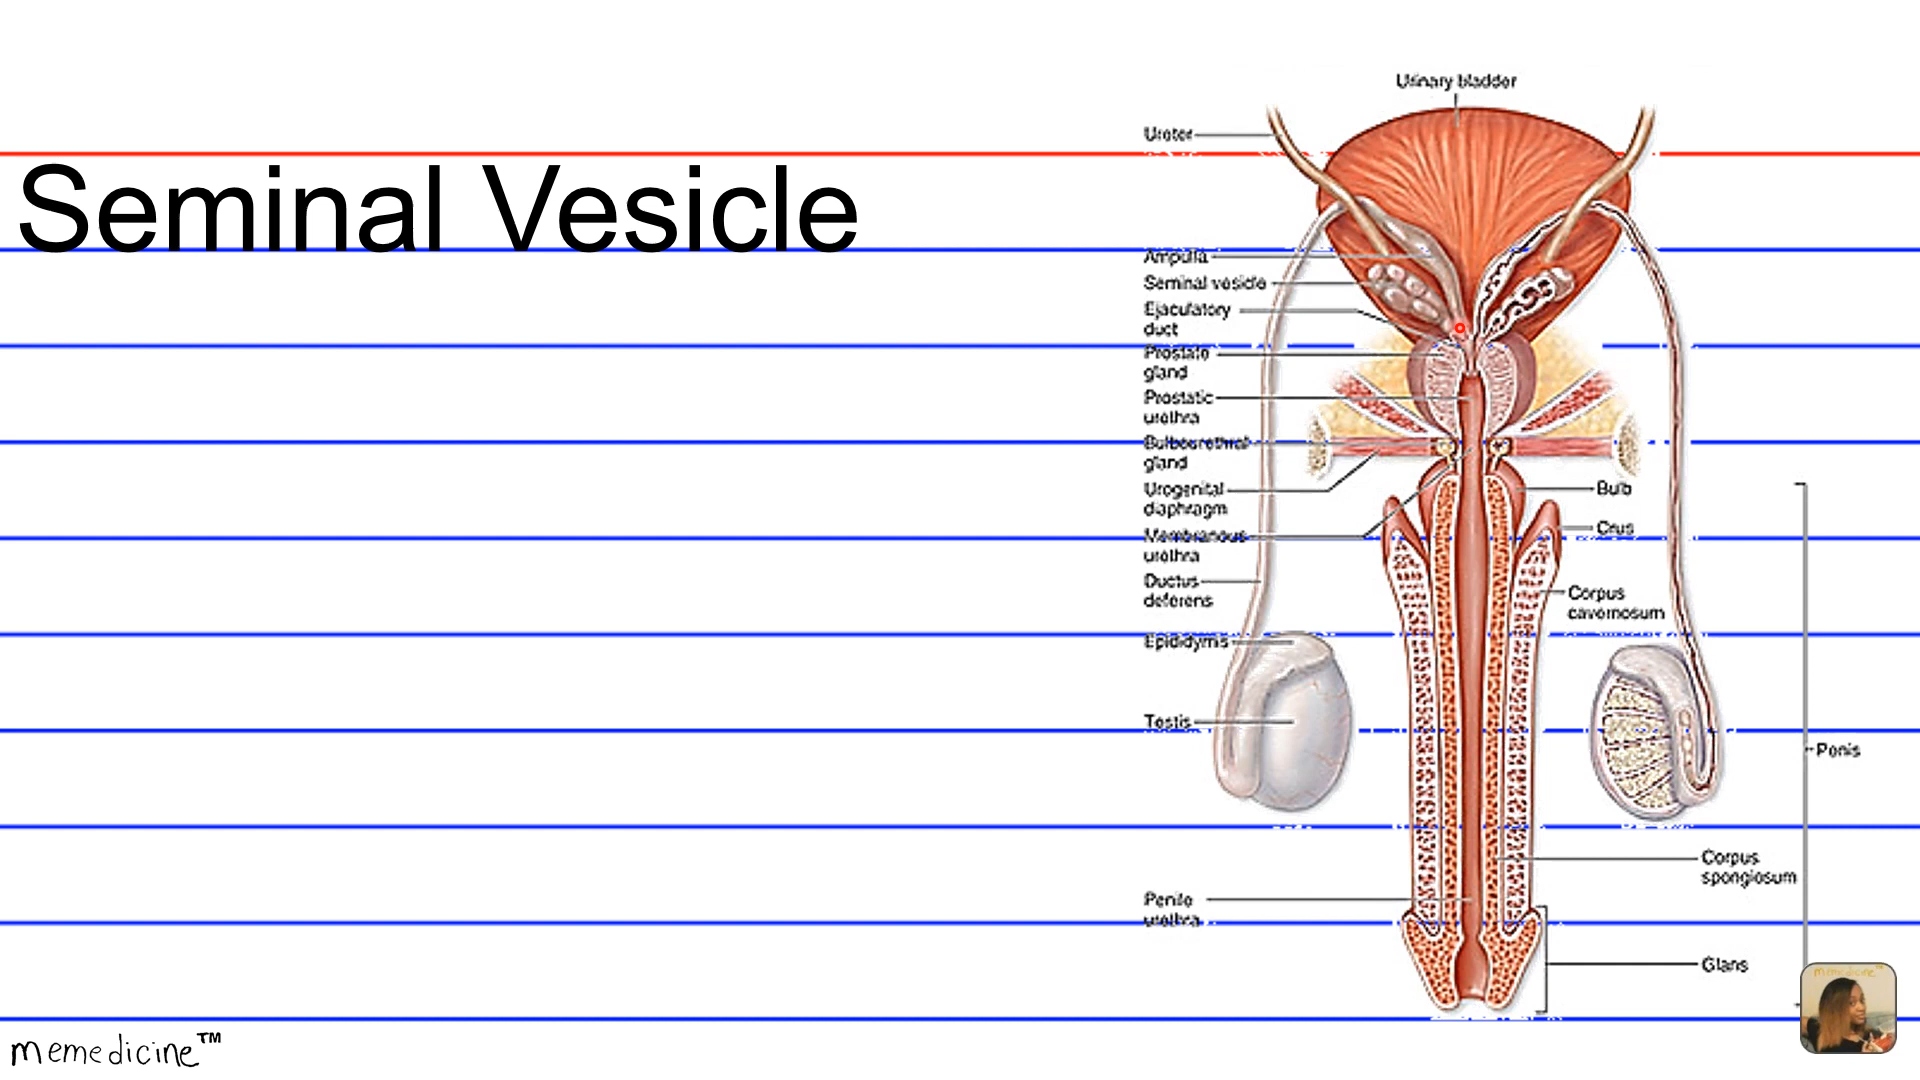 Urinary bladder
Ureter
Seminal Vesicle
Ampulla
Seminal vesicle
Ejaculatory
duct
Prostate
gland
Prostatic
urethra
Bulbourethral
gland
Urogenital
diaphragm
Membranous
urethra
Ductus
deferens
Epididymis
Testis
Penile
urethra
Bulb
Crus
Corpus
cavernosum
Penis
Corpus
spongiosum
Glans
memedicine™
memedicine™